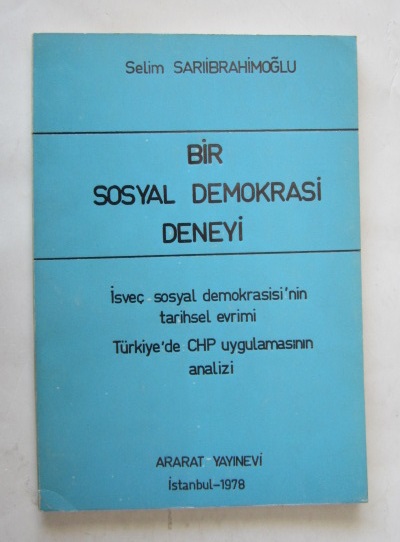 Selim SARIİBRAHİMOĞLU
BİR
SOSYAL DEMOKRASİ
DENEYİ
İsveç sosyal demokrasisi'nin
tarihsel evrimi
Türkiye'de CHP uygulamasının
analizi
ARARAT YAYINEVİ
İstanbul-1978